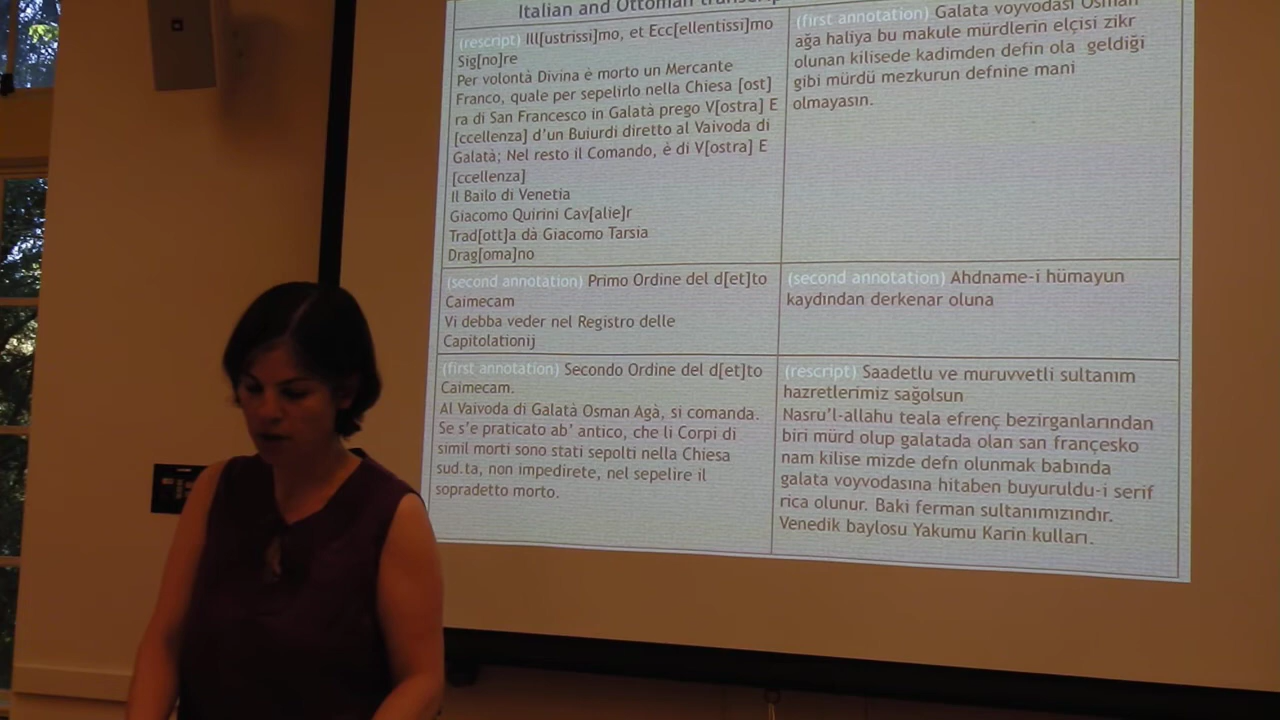 Italian and Ottoman
(rescript) Ill[ustrissi]mo, et Ecc[ellentissi]mo
Sig[no]re
Per volontà Divina è morto un Mercante
Franco, quale per sepelirlo nella Chiesa [ost]
ra di San Francesco in Galatà prego V[ostra] E
[ccellenza] d'un Buiurdi diretto al Vaivoda di
Galatà; Nel resto il Comando, è di V[ostra] E
[ccellenza]
Il Bailo di Venetia
Giacomo Quirini Cav[alie]r
Trad[ott]a dà Giacomo Tarsia
Drag[oma]no
(first annotation) Galata voyvodası Osman
ağa haliya bu makule mürdlerin elçisi zikr
olunan kilisede kadimden defin ola geldiği
gibi mürdü mezkurun defnine mani
olmayasın.
(second annotation) Primo Ordine del d[et]to
Caimecam
Vi debba veder nel Registro delle
Capitolationij
(second annotation) Ahdname-i hümayun
kaydından derkenar oluna
(first annotation) Secondo Ordine del d[et]to
Caimecam.
Al Vaivoda di Galatà Osman Agà, si comanda.
Se s'e praticato ab' antico, che li Corpi di
simil morti sono stati sepolti nella Chiesa
sud.ta, non impedirete, nel sepelire il
sopradetto morto.
(rescript) Saadetlu ve muruvvetli sultanım
hazretlerimiz sağolsun
Nasru'l-allahu teala efrenç bezirganlarından
biri mürd olup galatada olan san françesko
nam kilise mizde defn olunmak babında
galata voyvodasına hitaben buyuruldu-i serif
rica olunur. Baki ferman sultanımızındır.
Venedik baylosu Yakumu Karin kulları.